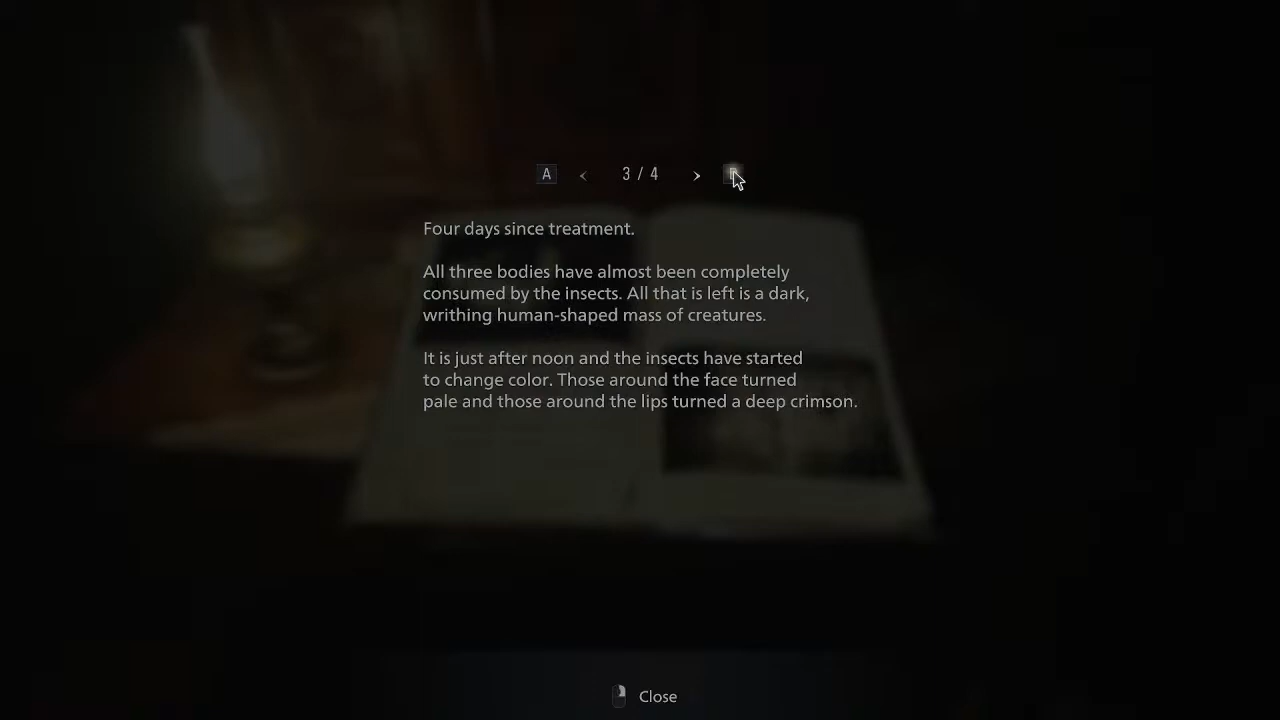 A < 3 / 4 >
Four days since treatment.
All three bodies have almost been completely
consumed by the insects. All that is left is a dark,
writhing human-shaped mass of creatures.
It is just after noon and the insects have started
to change color. Those around the face turned
pale and those around the lips turned a deep crimson.
Close